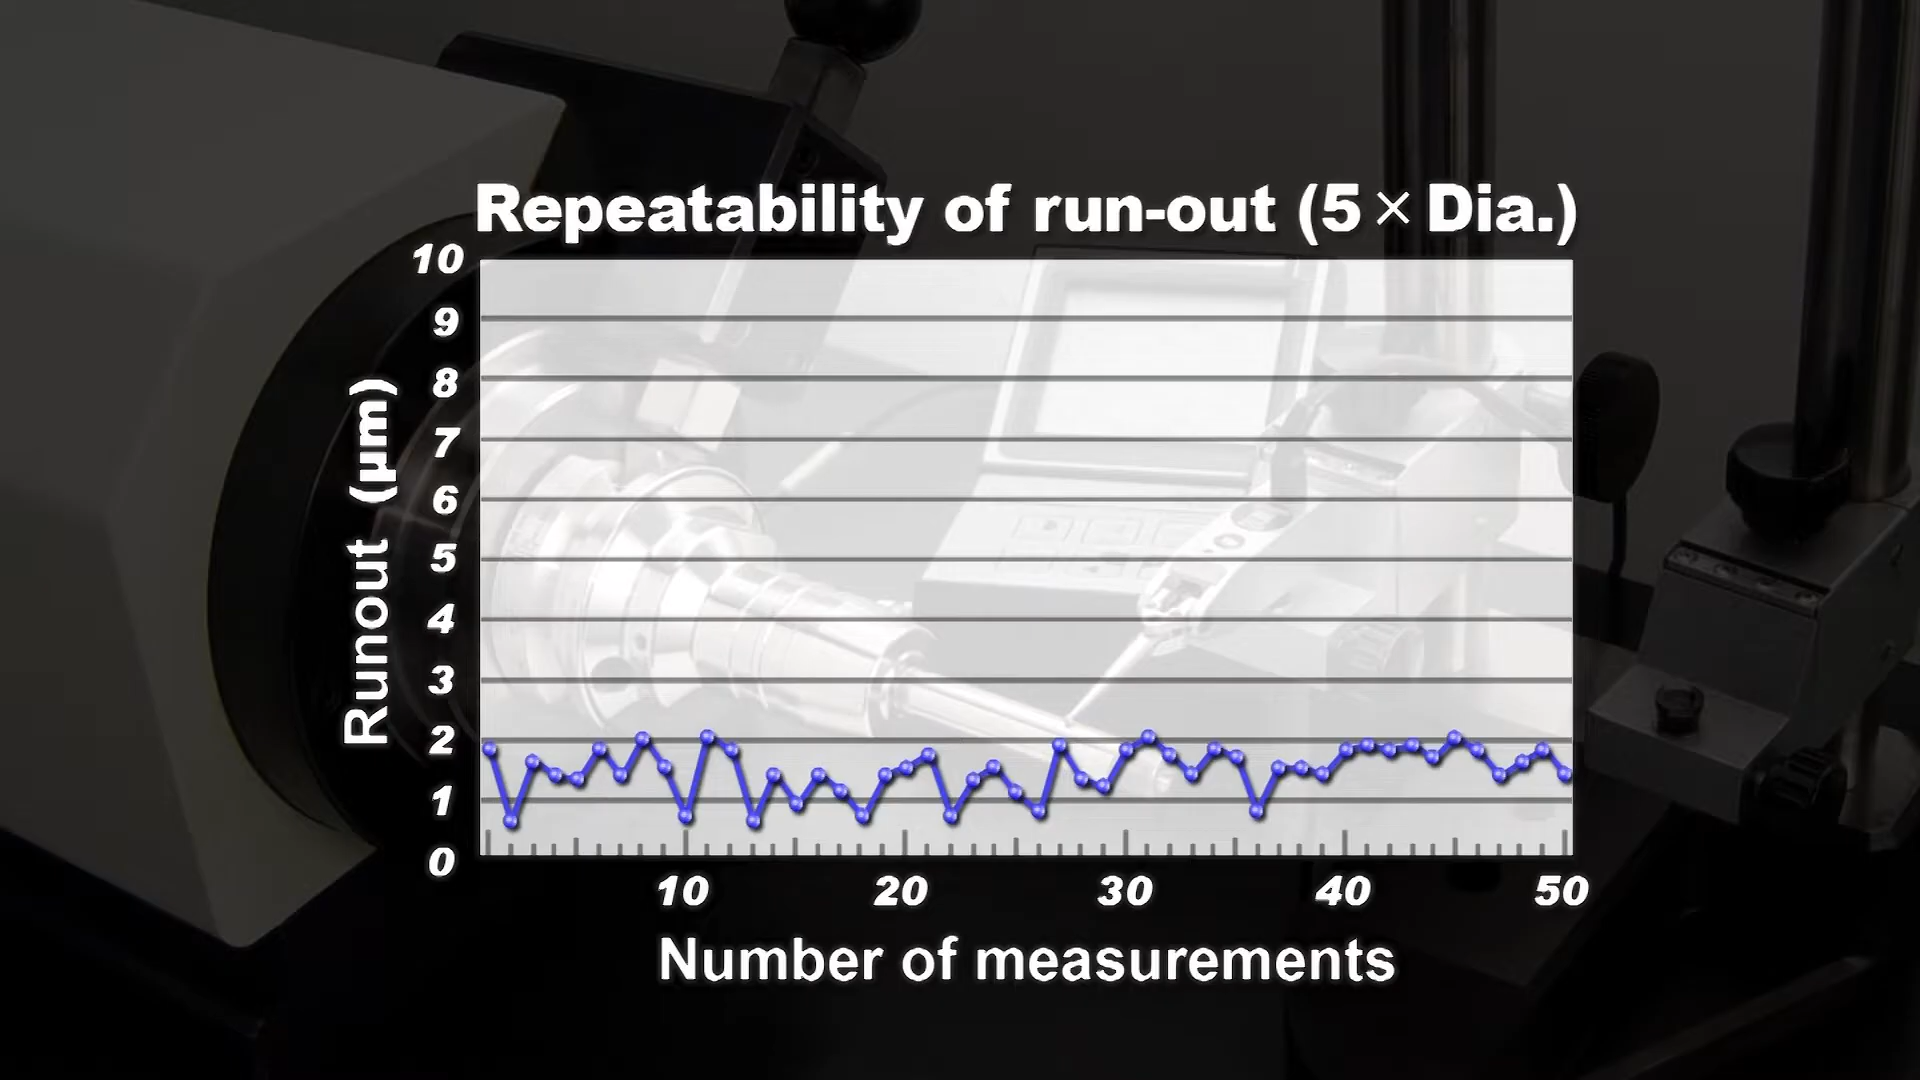 Repeatability of run-out (5×Dia.)
10
9
8
7
6
5
4
3
2
1
0
Runout (μm)
10 20 30 40 50
Number of measurements